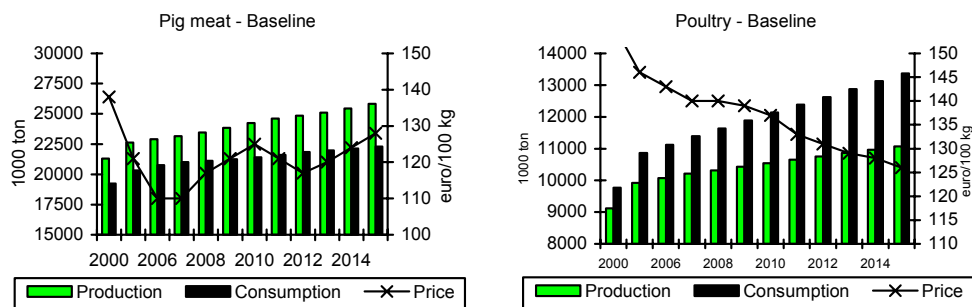 Pig meat - Baseline
30000
27500
25000
22500
20000
17500
15000
1000 ton
150
140
130
120
110
100
euro/100 kg
2000 2006 2008 2010 2012 2014
Production Consumption Price
Poultry - Baseline
14000
13000
12000
11000
10000
9000
8000
1000 ton
150
145
140
135
130
125
120
115
110
euro/100 kg
2000 2006 2008 2010 2012 2014
Production Consumption Price